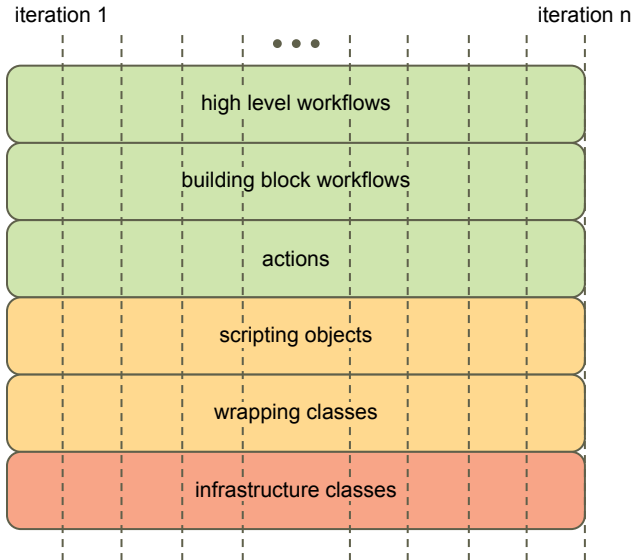 iteration 1
iteration n
high level workflows
building block workflows
actions
scripting objects
wrapping classes
infrastructure classes